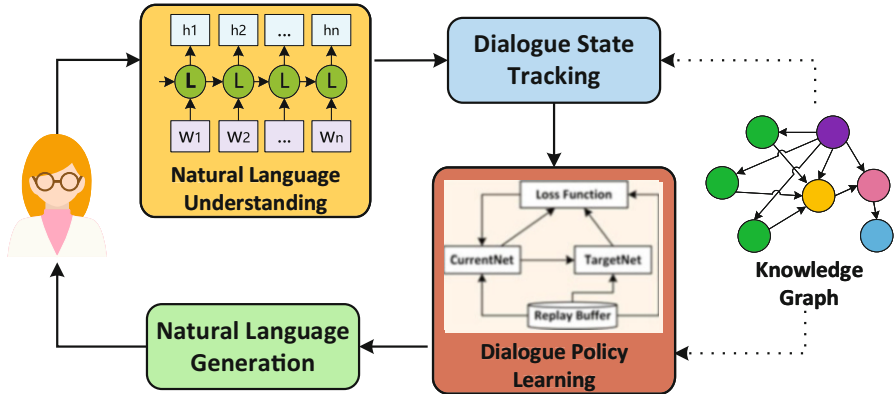 h1 h2 ... hn
L L L L
W1 W2 ... Wn
Natural Language
Understanding
Dialogue State
Tracking
Loss Function
CurrentNet TargetNet
Replay Buffer
Dialogue Policy
Learning
Knowledge
Graph
Natural Language
Generation